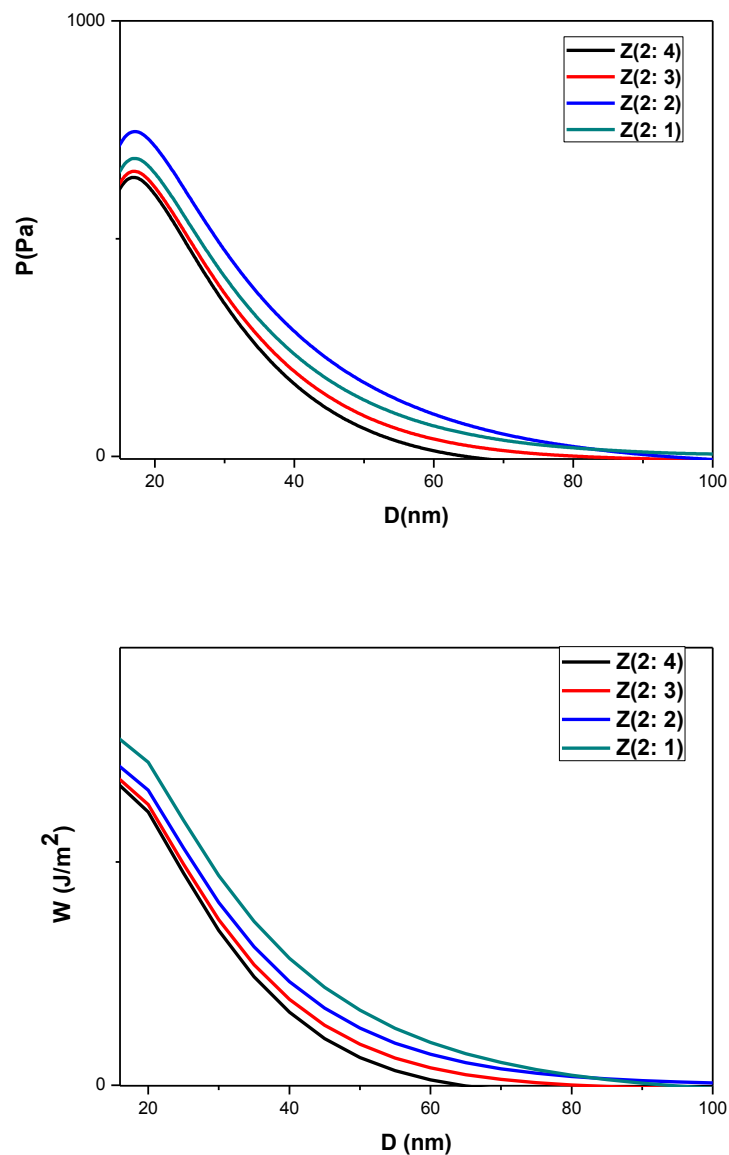 1000
Z(2: 4)
Z(2: 3)
Z(2: 2)
Z(2: 1)
P(Pa)
0
20 40 60 80 100
D(nm)
Z(2: 4)
Z(2: 3)
Z(2: 2)
Z(2: 1)
W (J/m²)
0
20 40 60 80 100
D (nm)